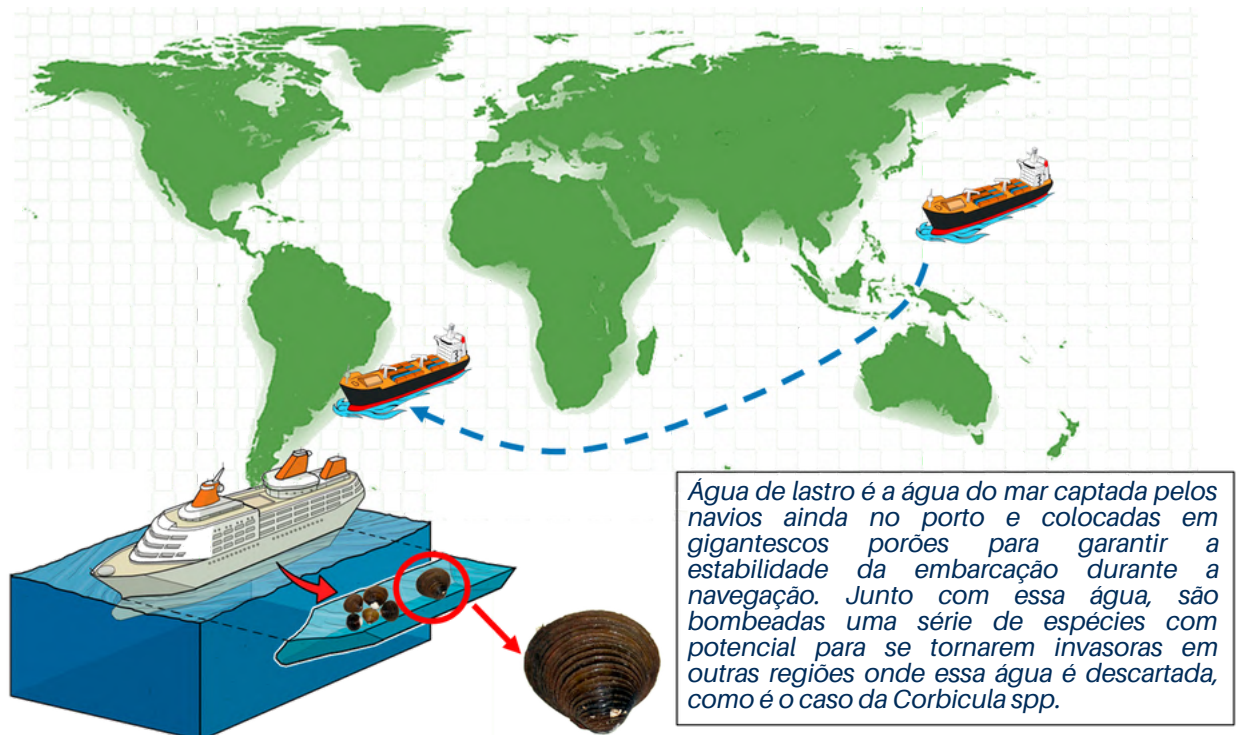 Água de lastro é a água do mar captada pelos
navios ainda no porto e colocadas em
gigantescos porões para garantir a
estabilidade da embarcação durante a
navegação. Junto com essa água, são
bombeadas uma série de espécies com
potencial para se tornarem invasoras em
outras regiões onde essa água é descartada,
como é o caso da Corbicula spp.